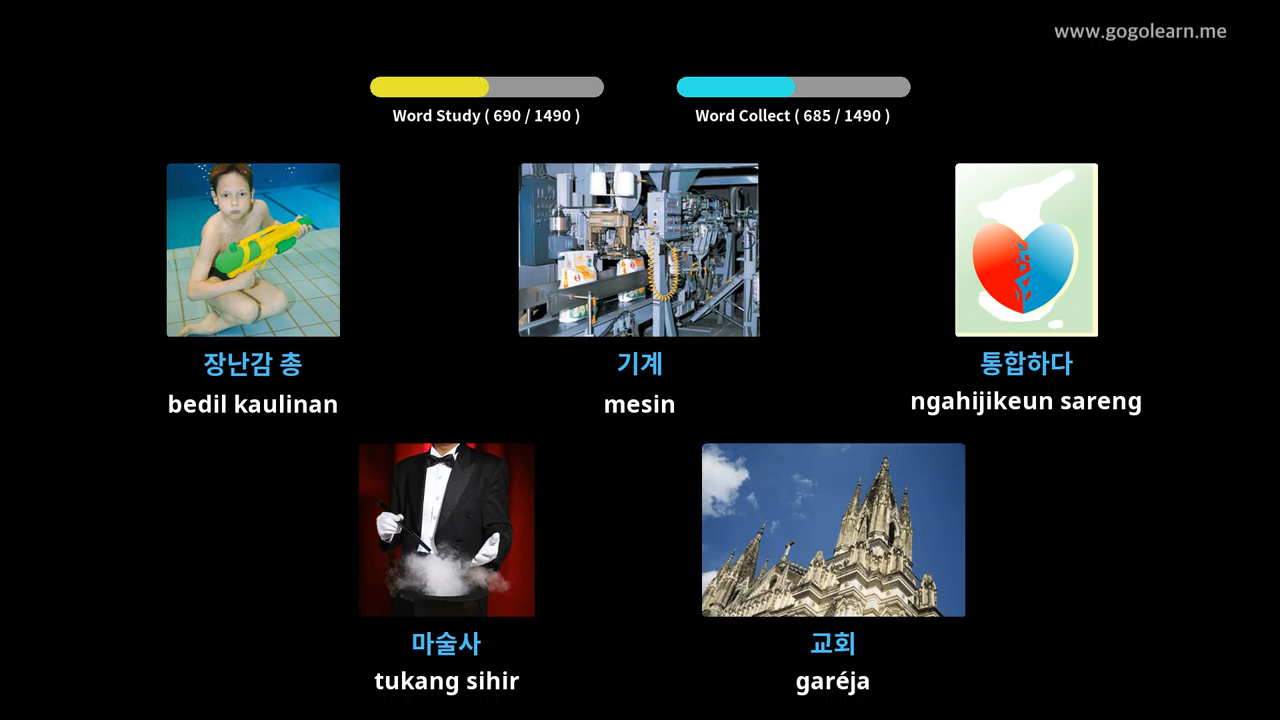 www.gogolearn.me
Word Study ( 690 / 1490 )
Word Collect ( 685 / 1490 )
장난감 총
bedil kaulinan
기계
mesin
통합하다
ngahijikeun sareng
마술사
tukang sihir
교회
garéja